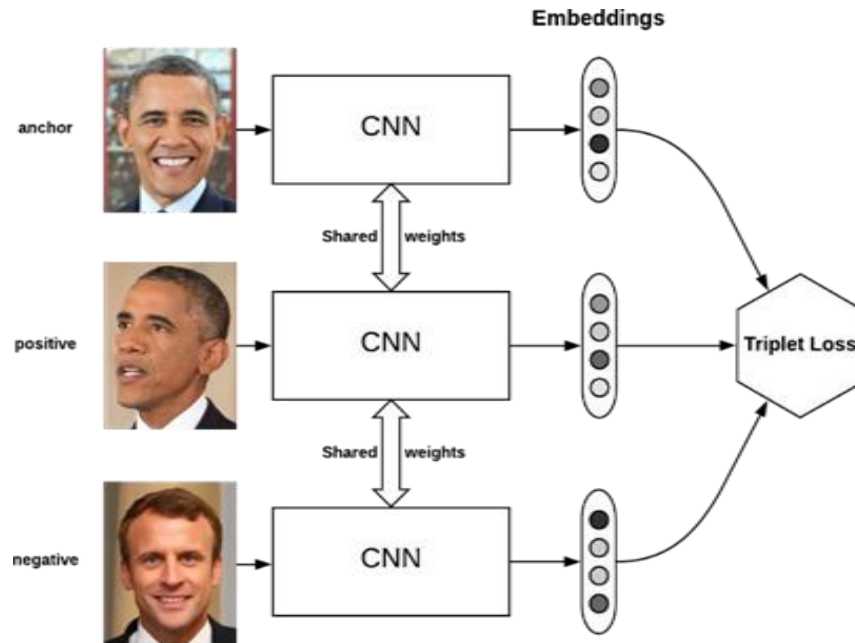 Embeddings
anchor
CNN
Shared weights
positive
CNN
Triplet Loss
Shared weights
negative
CNN